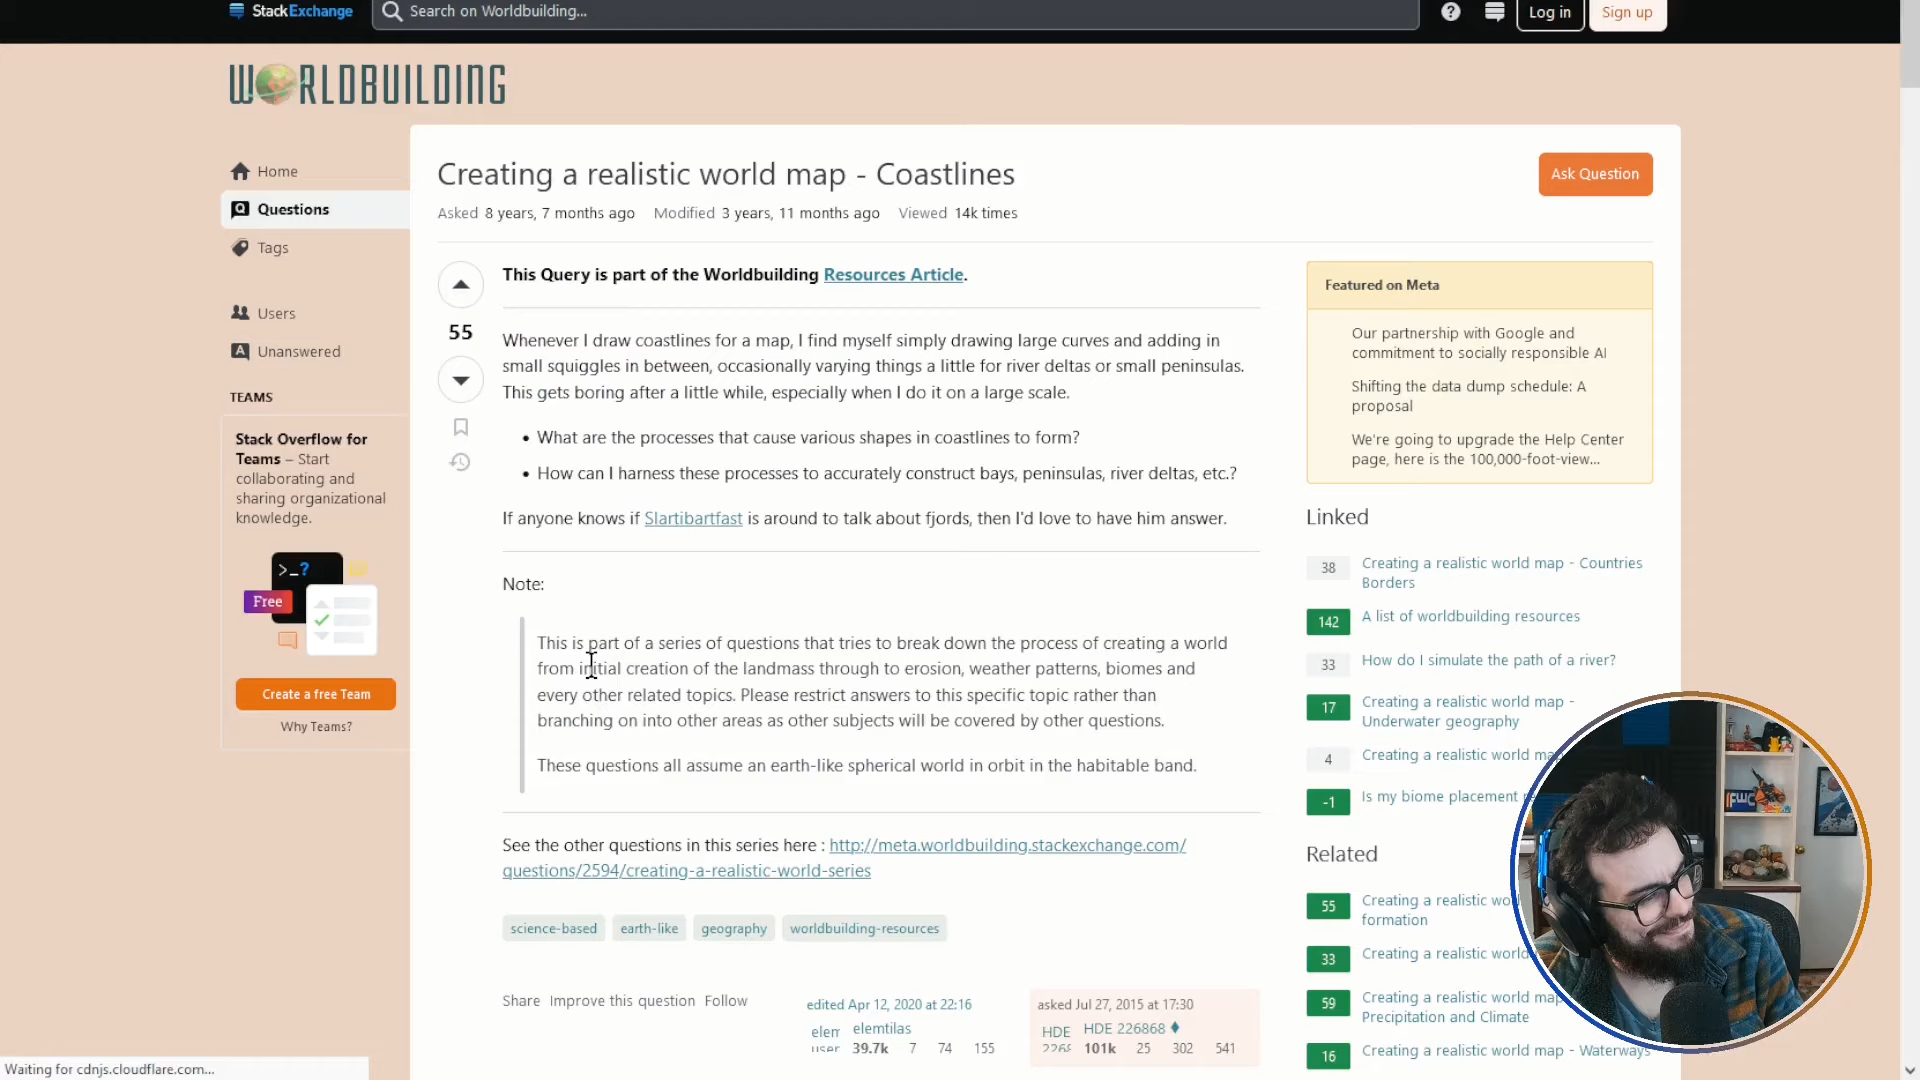 StackExchange
Search on Worldbuilding...
Log in
Sign up
WORLDBUILDING
Home
Questions
Tags
Users
Unanswered
TEAMS
Stack Overflow for
Teams – Start
collaborating and
sharing organizational
knowledge.
>_?
Free
Create a free Team
Why Teams?
Creating a realistic world map - Coastlines
Ask Question
Asked 8 years, 7 months ago Modified 3 years, 11 months ago Viewed 14k times
55
This Query is part of the Worldbuilding Resources Article.
Whenever I draw coastlines for a map, I find myself simply drawing large curves and adding in
small squiggles in between, occasionally varying things a little for river deltas or small peninsulas.
This gets boring after a little while, especially when I do it on a large scale.
• What are the processes that cause various shapes in coastlines to form?
• How can I harness these processes to accurately construct bays, peninsulas, river deltas, etc.?
If anyone knows if Slartibartfast is around to talk about fjords, then I'd love to have him answer.
Note:
This is part of a series of questions that tries to break down the process of creating a world
from initial creation of the landmass through to erosion, weather patterns, biomes and
every other related topics. Please restrict answers to this specific topic rather than
branching on into other areas as other subjects will be covered by other questions.
These questions all assume an earth-like spherical world in orbit in the habitable band.
See the other questions in this series here : http://meta.worldbuilding.stackexchange.com/
questions/2594/creating-a-realistic-world-series
science-based earth-like geography worldbuilding-resources
Share Improve this question Follow
edited Apr 12, 2020 at 22:16
elem
user
elemtilas
39.7k 7 74 155
asked Jul 27, 2015 at 17:30
HDE
2268
HDE 226868 ♦
101k 25 302 541
Featured on Meta
Our partnership with Google and
commitment to socially responsible AI
Shifting the data dump schedule: A
proposal
We're going to upgrade the Help Center
page, here is the 100,000-foot-view...
Linked
38 Creating a realistic world map - Countries
Borders
142 A list of worldbuilding resources
33 How do I simulate the path of a river?
17 Creating a realistic world map -
Underwater geography
4 Creating a realistic world ma
-1 Is my biome placement r
Related
55 Creating a realistic wo
formation
33 Creating a realistic world
59 Creating a realistic world map
Precipitation and Climate
16 Creating a realistic world map - Waterways
Waiting for cdnjs.cloudflare.com...